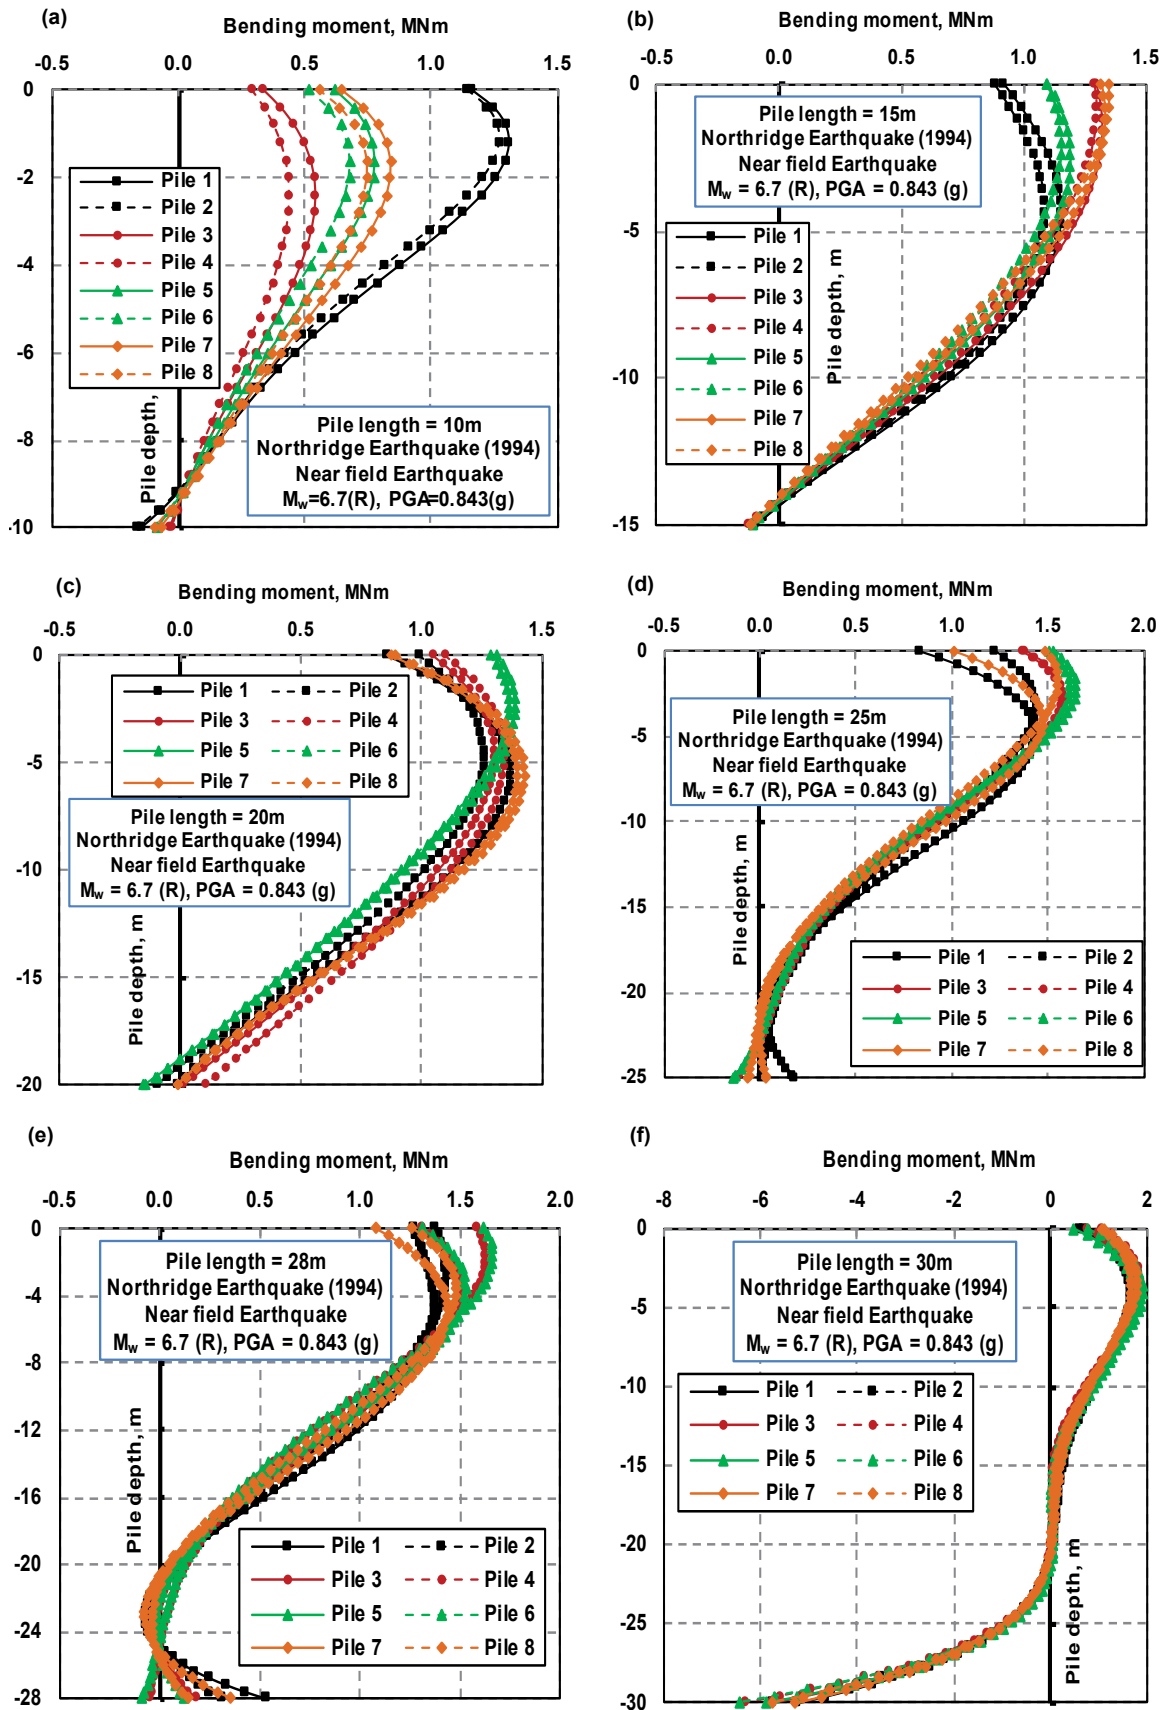 (a)
Bending moment, MNm
-0.5 0.0 0.5 1.0 1.5
0
-2
-4
-6
-8
-10
Pile 1
Pile 2
Pile 3
Pile 4
Pile 5
Pile 6
Pile 7
Pile 8
Pile depth,
Pile length = 10m
Northridge Earthquake (1994)
Near field Earthquake
Mw=6.7(R), PGA=0.843(g)
(b)
Bending moment, MNm
-0.5 0.0 0.5 1.0 1.5
0
-5
-10
-15
Pile length = 15m
Northridge Earthquake (1994)
Near field Earthquake
Mw = 6.7 (R), PGA = 0.843 (g)
Pile 1
Pile 2
Pile 3
Pile 4
Pile 5
Pile 6
Pile 7
Pile 8
Pile depth, m
(c)
Bending moment, MNm
-0.5 0.0 0.5 1.0 1.5
0
-5
-10
-15
-20
Pile 1 Pile 2
Pile 3 Pile 4
Pile 5 Pile 6
Pile 7 Pile 8
Pile length = 20m
Northridge Earthquake (1994)
Near field Earthquake
Mw = 6.7 (R), PGA = 0.843 (g)
Pile depth, m
(d)
Bending moment, MNm
-0.5 0.0 0.5 1.0 1.5 2.0
0
-5
-10
-15
-20
-25
Pile length = 25m
Northridge Earthquake (1994)
Near field Earthquake
Mw = 6.7 (R), PGA = 0.843 (g)
Pile depth, m
Pile 1 Pile 2
Pile 3 Pile 4
Pile 5 Pile 6
Pile 7 Pile 8
(e)
Bending moment, MNm
-0.5 0.0 0.5 1.0 1.5 2.0
0
-4
-8
-12
-16
-20
-24
-28
Pile length = 28m
Northridge Earthquake (1994)
Near field Earthquake
Mw = 6.7 (R), PGA = 0.843 (g)
Pile depth, m
Pile 1 Pile 2
Pile 3 Pile 4
Pile 5 Pile 6
Pile 7 Pile 8
(f)
Bending moment, MNm
-8 -6 -4 -2 0 2
0
-5
-10
-15
-20
-25
-30
Pile length = 30m
Northridge Earthquake (1994)
Near field Earthquake
Mw = 6.7 (R), PGA = 0.843 (g)
Pile 1 Pile 2
Pile 3 Pile 4
Pile 5 Pile 6
Pile 7 Pile 8
Pile depth, m